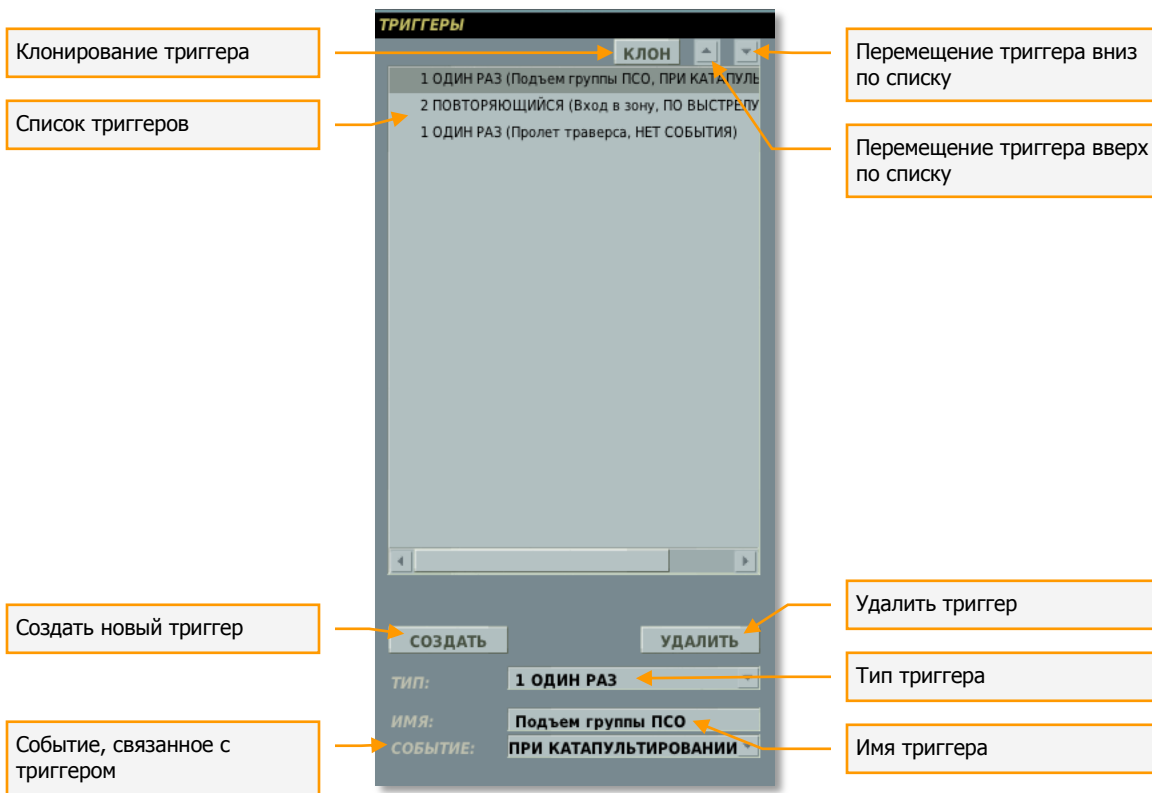 ТРИГГЕРЫ
Клонирование триггера
КЛОН
Перемещение триггера вниз
по списку
1 ОДИН РАЗ (Подъем группы ПСО, ПРИ КАТАПУЛЬ
2 ПОВТОРЯЮЩИЙСЯ (Вход в зону, ПО ВЫСТРЕЛУ
1 ОДИН РАЗ (Пролет траверса, НЕТ СОБЫТИЯ)
Список триггеров
Перемещение триггера вверх
по списку
Создать новый триггер
СОЗДАТЬ
УДАЛИТЬ
Удалить триггер
ТИП:
1 ОДИН РАЗ
Тип триггера
ИМЯ:
Подъем группы ПСО
Имя триггера
СОБЫТИЕ:
ПРИ КАТАПУЛЬТИРОВАНИИ
Событие, связанное с
триггером